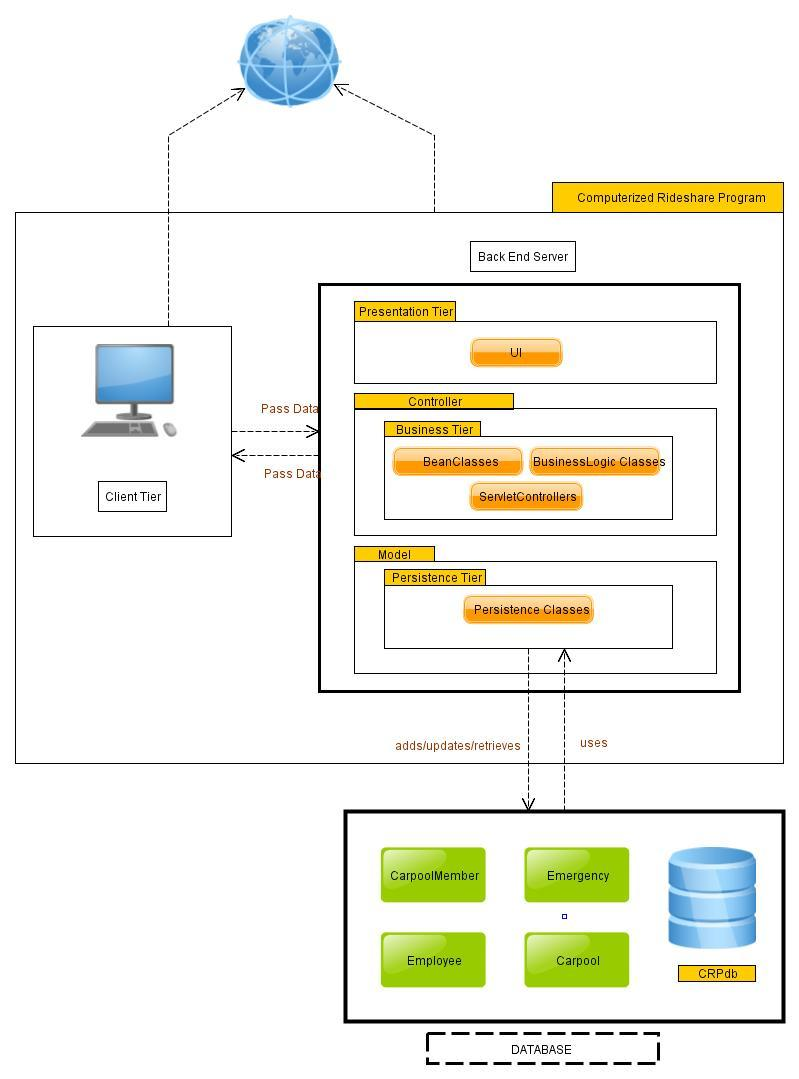 Computerized Rideshare Program
Back End Server
Presentation Tier
UI
Controller
Business Tier
BeanClasses
BusinessLogic Classes
ServletControllers
Model
Persistence Tier
Persistence Classes
Pass Data
Pass Data
Client Tier
adds/updates/retrieves
uses
CarpoolMember
Emergency
Employee
Carpool
CRPdb
DATABASE